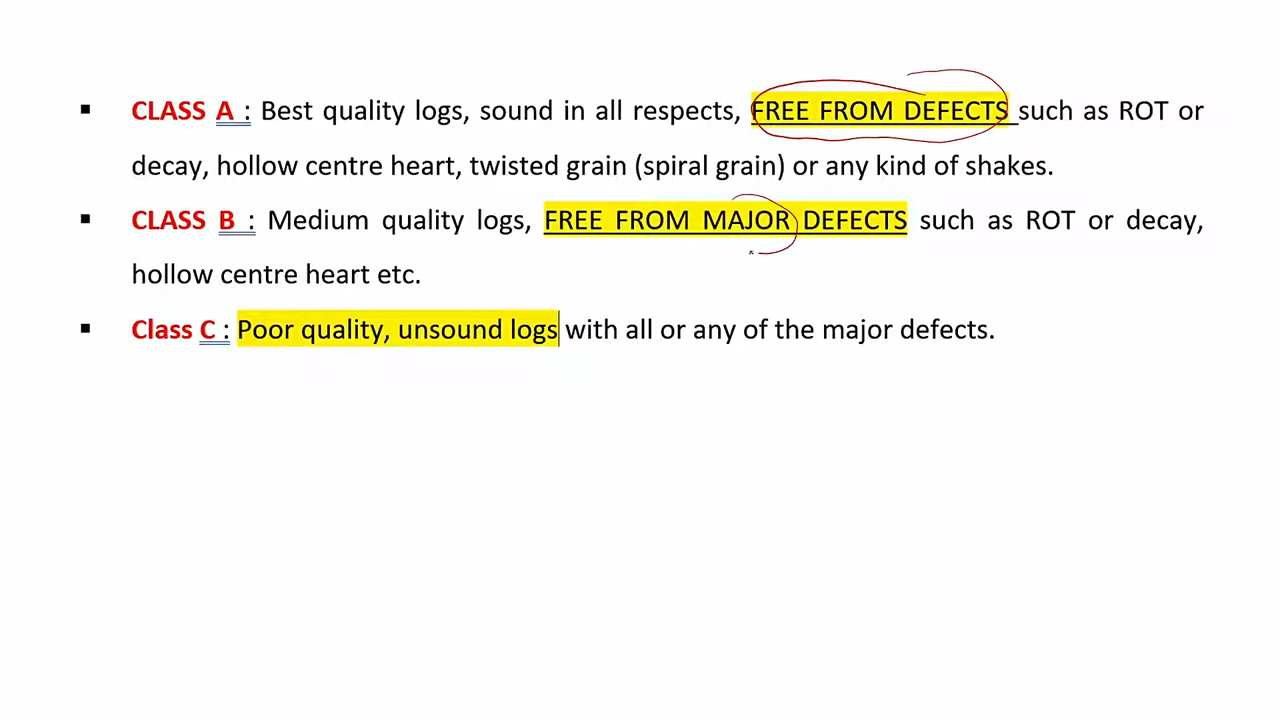 ▪ CLASS A : Best quality logs, sound in all respects, FREE FROM DEFECTS such as ROT or
decay, hollow centre heart, twisted grain (spiral grain) or any kind of shakes.
▪ CLASS B : Medium quality logs, FREE FROM MAJOR DEFECTS such as ROT or decay,
hollow centre heart etc.
▪ Class C : Poor quality, unsound logs with all or any of the major defects.